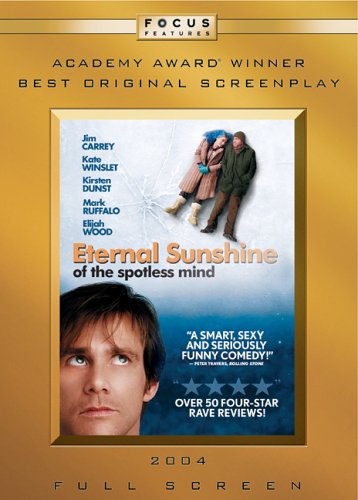 FOCUS
FEATURES
ACADEMY AWARD® WINNER
BEST ORIGINAL SCREENPLAY
Jim
CARREY
Kate
WINSLET
Kirsten
DUNST
Mark
RUFFALO
Elijah
WOOD
Eternal Sunshine
of the spotless mind
"A SMART, SEXY
AND SERIOUSLY
FUNNY COMEDY!"
— PETER TRAVERS, ROLLING STONE
OVER 50 FOUR-STAR
RAVE REVIEWS!
2004
FULL SCREEN